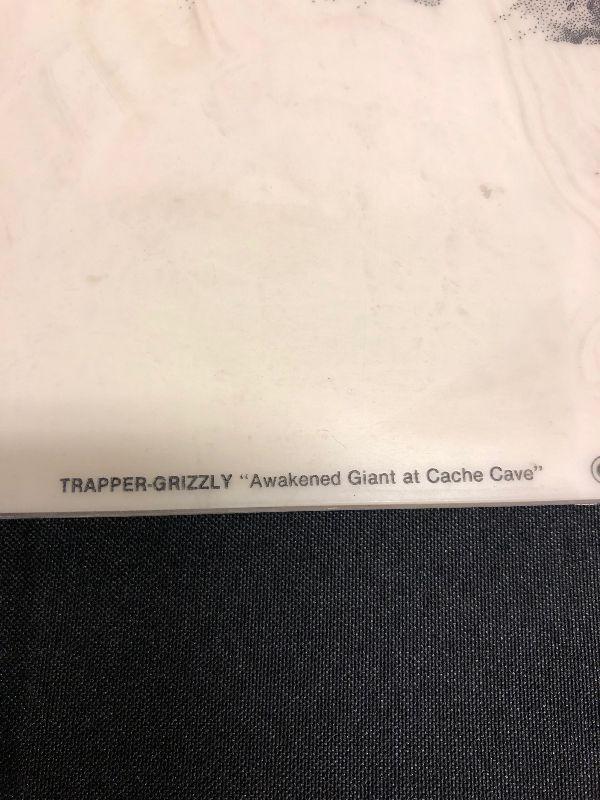 TRAPPER-GRIZZLY “Awakened Giant at Cache Cave”